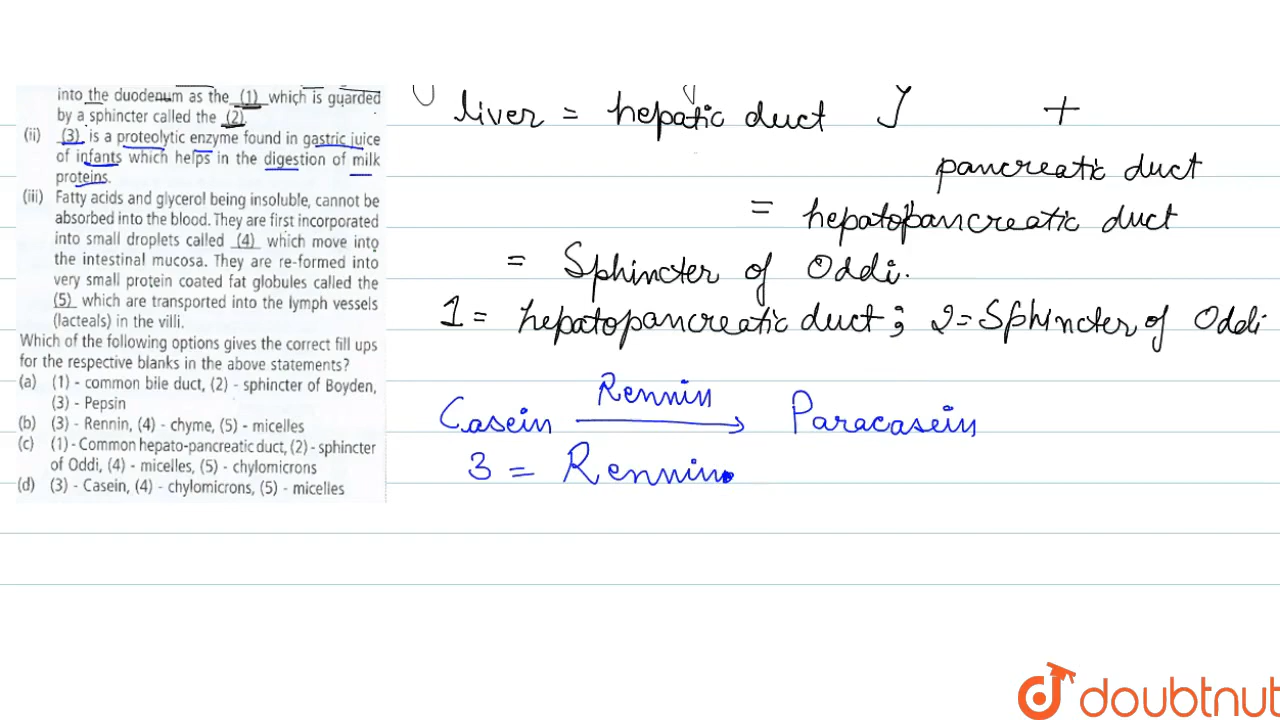 into the duodenum as the (1) which is guarded
by a sphincter called the (2).
(ii) (3) is a proteolytic enzyme found in gastric juice
of infants which helps in the digestion of milk
proteins.
(iii) Fatty acids and glycerol being insoluble, cannot be
absorbed into the blood. They are first incorporated
into small droplets called (4) which move into
the intestinal mucosa. They are re-formed into
very small protein coated fat globules called the
(5) which are transported into the lymph vessels
(lacteals) in the villi.
Which of the following options gives the correct fill ups
for the respective blanks in the above statements?
(a) (1) - common bile duct, (2) - sphincter of Boyden,
(3) - Pepsin
(b) (3) - Rennin, (4) - chyme, (5) - micelles
(c) (1) - Common hepato-pancreatic duct, (2) - sphincter
of Oddi, (4) - micelles, (5) - chylomicrons
(d) (3) - Casein, (4) - chylomicrons, (5) - micelles
liver = hepatic duct } +
pancreatic duct
= hepatopancreatic duct
= Sphincter of Oddi.
1 = hepatopancreatic duct; 2 = Sphincter of Oddi
Rennin
Casein → Paracasein
3 = Rennin.
doubtnut